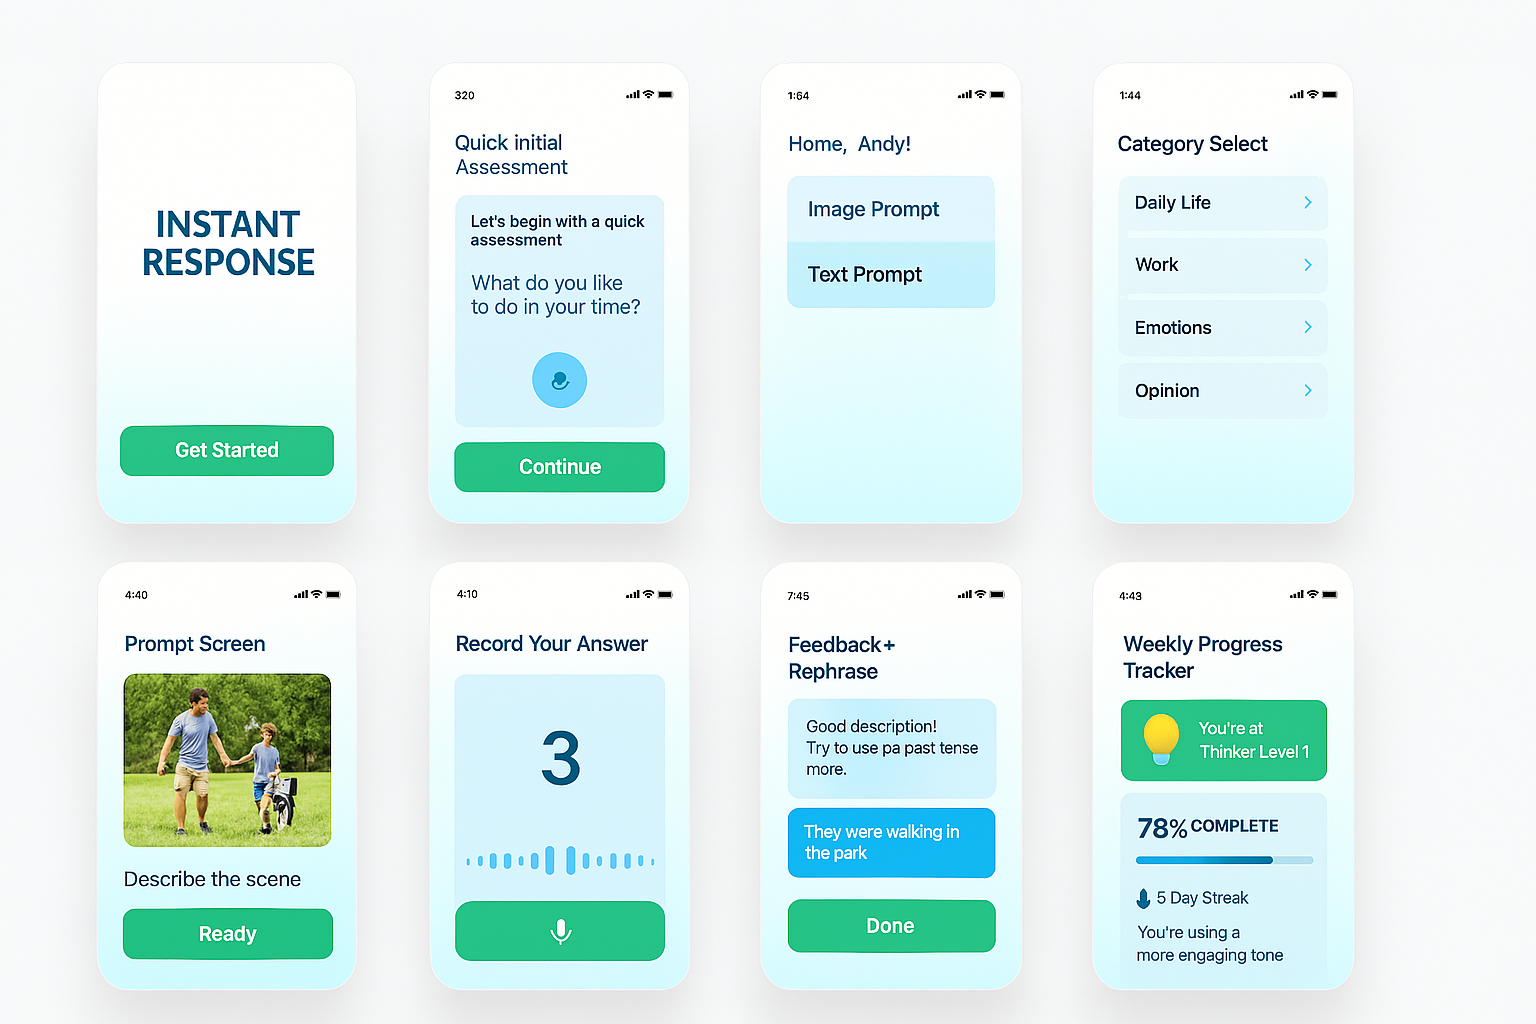 INSTANT
RESPONSE
Get Started
320
Quick initial
Assessment
Let's begin with a quick
assessment
What do you like
to do in your time?
Continue
1:64
Home, Andy!
Image Prompt
Text Prompt
1:44
Category Select
Daily Life
Work
Emotions
Opinion
4:40
Prompt Screen
Describe the scene
Ready
4:10
Record Your Answer
3
7:45
Feedback+
Rephrase
Good description!
Try to use pa past tense
more.
They were walking in
the park
Done
4:43
Weekly Progress
Tracker
You're at
Thinker Level 1
78% COMPLETE
5 Day Streak
You're using a
more engaging tone